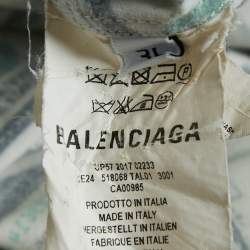 BALENCIAGA
UP57 2017 02233
518068 TAL01 3001
CA00985
PRODOTTO IN ITALIA
MADE IN ITALY
HERGESTELLT IN ITALIEN
FABRIQUE EN ITALIE